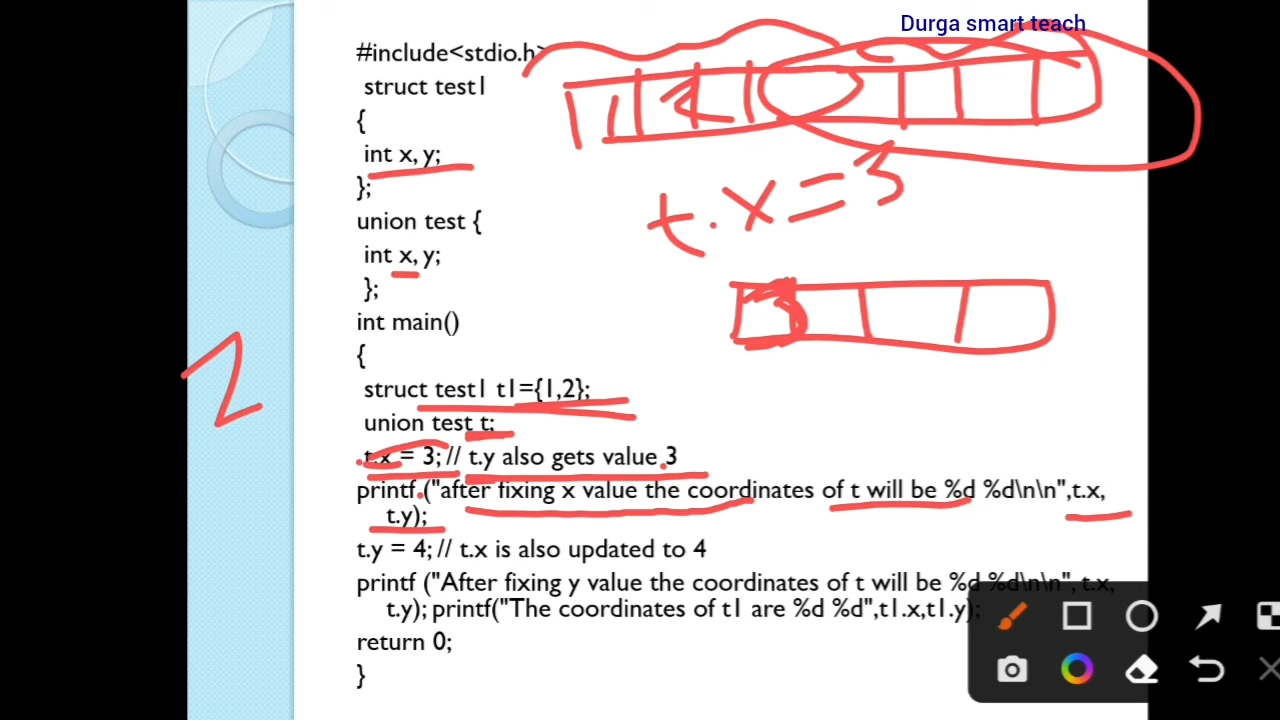 Durga smart teach
#include<stdio.h>
struct test1
{
int x, y;
};
union test {
int x, y;
};
int main()
{
struct test1 t1={1,2};
union test t;
t.x = 3; // t.y also gets value 3
printf ("after fixing x value the coordinates of t will be %d %d\n\n",t.x,
t.y);
t.y = 4; // t.x is also updated to 4
printf ("After fixing y value the coordinates of t will be %d %d\n\n", t.x,
t.y); printf("The coordinates of t1 are %d %d",t1.x,t1.y);
return 0;
}
1 2
t.x=3
3
2